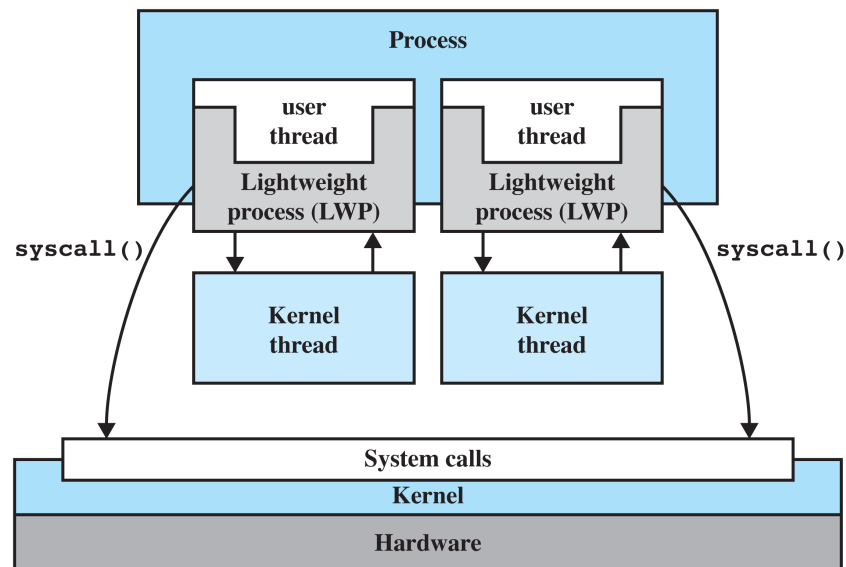 Process
user
thread
user
thread
Lightweight
process (LWP)
Lightweight
process (LWP)
syscall()
syscall()
Kernel
thread
Kernel
thread
System calls
Kernel
Hardware